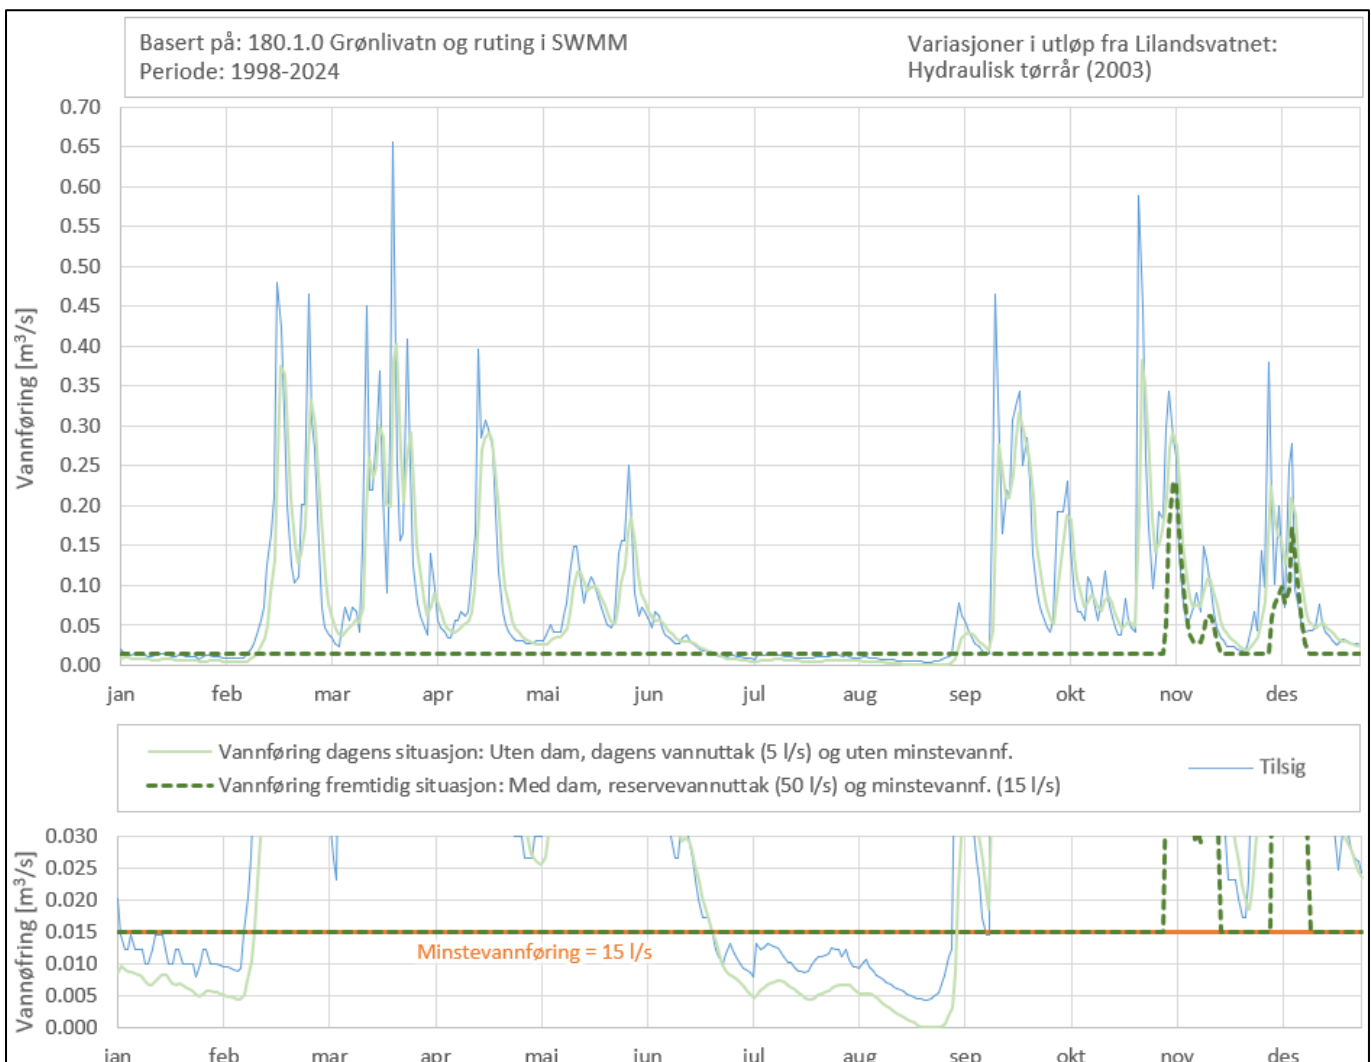 Basert på: 180.1.0 Grønlivatn og ruting i SWMM
Periode: 1998-2024
Variasjoner i utløp fra Lilandsvatnet:
Hydraulisk tørrår (2003)
Vannføring [m³/s]
0.70
0.65
0.60
0.55
0.50
0.45
0.40
0.35
0.30
0.25
0.20
0.15
0.10
0.05
0.00
jan feb mar apr mai jun jul aug sep okt nov des
Vannføring dagens situasjon: Uten dam, dagens vannuttak (5 l/s) og uten minstevannf.
Vannføring fremtidig situasjon: Med dam, reservevannuttak (50 l/s) og minstevannf. (15 l/s)
Tilsig
Vannøfring [m³/s]
0.030
0.025
0.020
0.015
0.010
0.005
0.000
Minstevannføring = 15 l/s
jan feb mar apr mai jun jul aug sep okt nov des